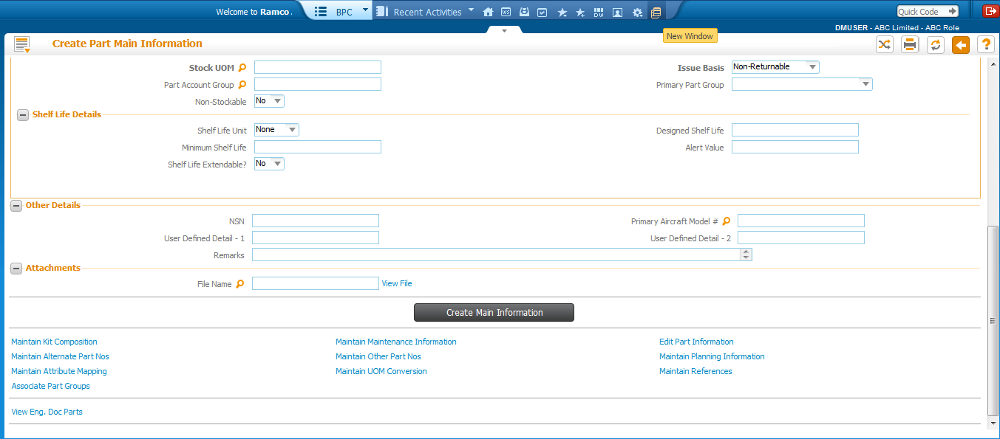 Welcome to Ramco.
BPC
Recent Activities
WS
DW
Quick Code
DMUSER - ABC Limited - ABC Role
New Window
Create Part Main Information
?
Stock UOM
Issue Basis Non-Returnable
Part Account Group
Primary Part Group
Non-Stockable No
Shelf Life Details
Shelf Life Unit None
Designed Shelf Life
Minimum Shelf Life
Alert Value
Shelf Life Extendable? No
Other Details
NSN
Primary Aircraft Model #
User Defined Detail - 1
User Defined Detail - 2
Remarks
Attachments
File Name
View File
Create Main Information
Maintain Kit Composition
Maintain Maintenance Information
Edit Part Information
Maintain Alternate Part Nos
Maintain Other Part Nos
Maintain Planning Information
Maintain Attribute Mapping
Maintain UOM Conversion
Maintain References
Associate Part Groups
View Eng. Doc Parts